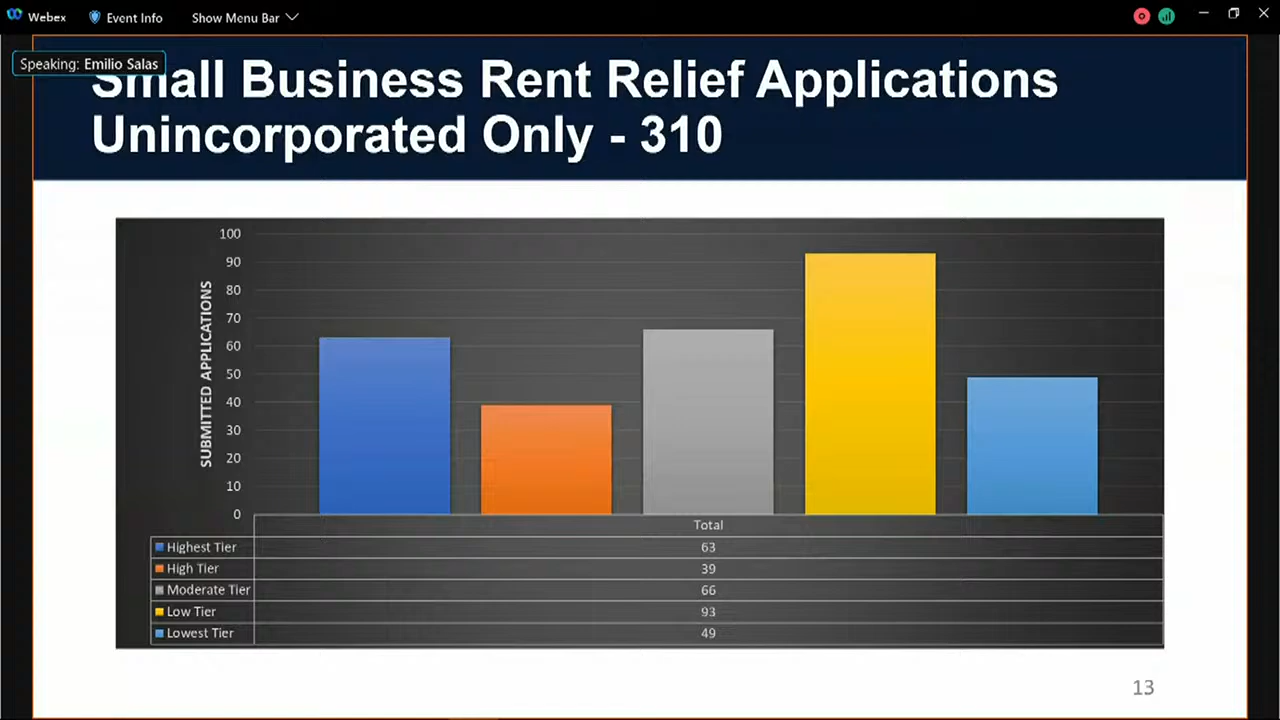 Webex
Event Info
Show Menu Bar
Speaking: Emilio Salas
Small Business Rent Relief Applications
Unincorporated Only - 310
SUBMITTED APPLICATIONS
100
90
80
70
60
50
40
30
20
10
0
Total
Highest Tier 63
High Tier 39
Moderate Tier 66
Low Tier 93
Lowest Tier 49
13